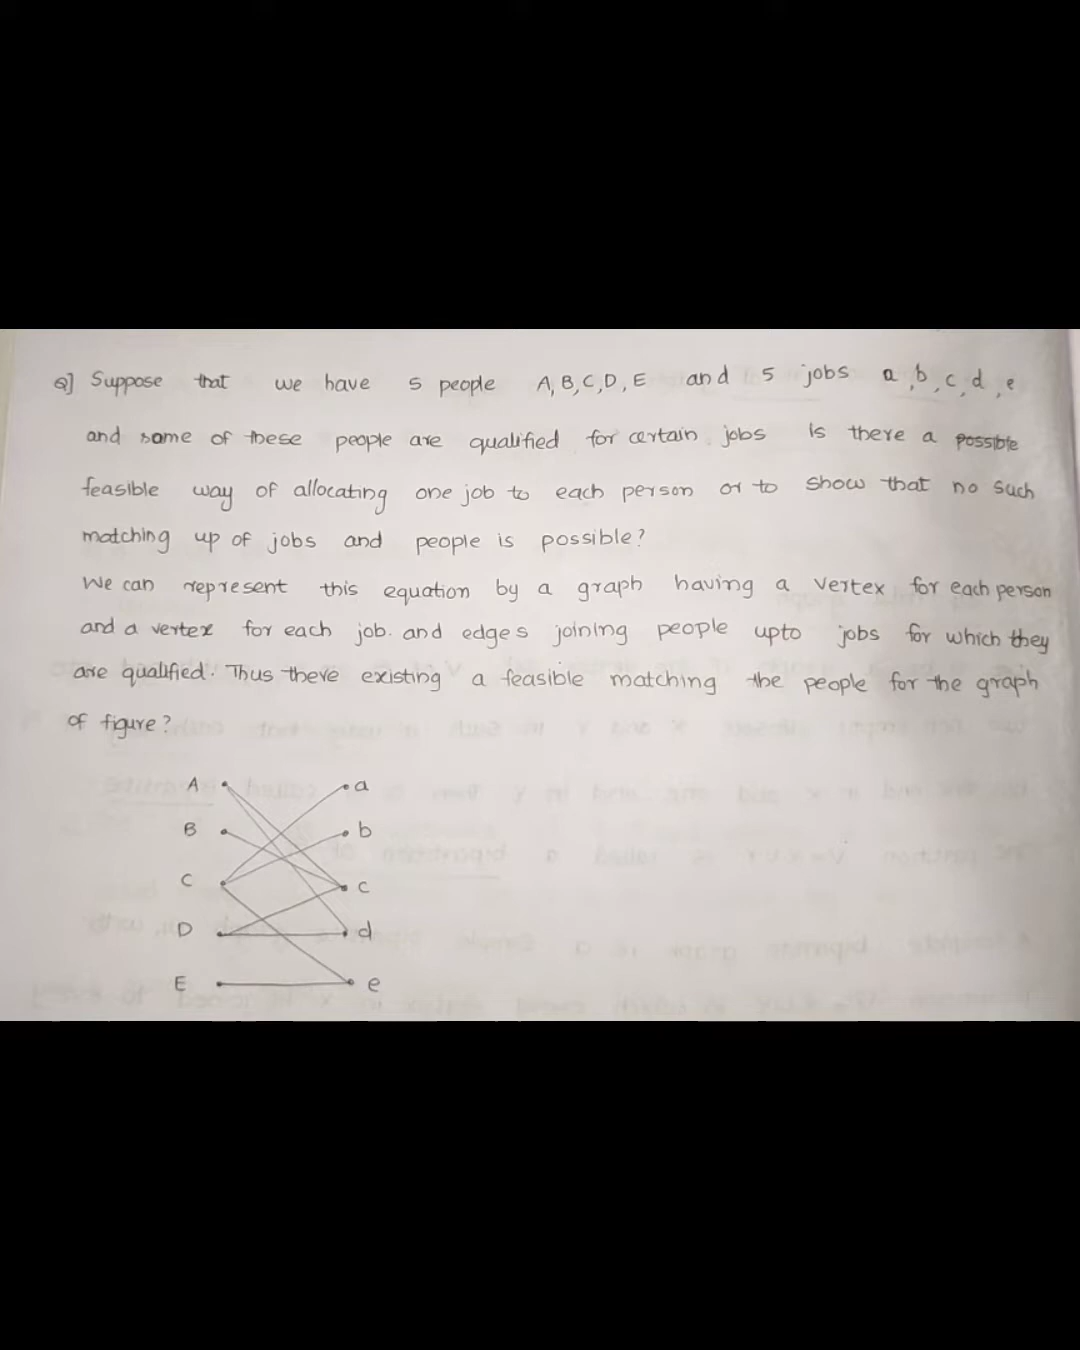 Q] Suppose that we have 5 people A, B, C, D, E and 5 jobs a, b, c, d, e
and some of these people are qualified for certain jobs is there a possible
feasible way of allocating one job to each person or to show that no such
matching up of jobs and people is possible?
We can represent this equation by a graph having a vertex for each person
and a vertex for each job. and edges joining people upto jobs for which they
are qualified. Thus there existing a feasible matching the people for the graph
of figure?
A a
B b
C c
D d
E e